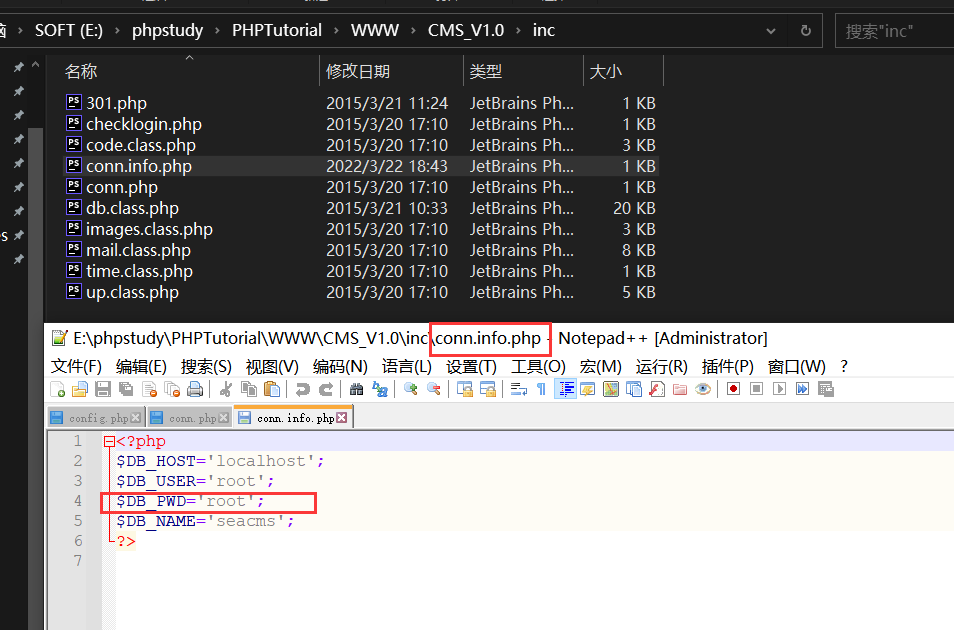 SOFT (E:) › phpstudy › PHPTutorial › WWW › CMS_V1.0 › inc 搜索"inc"
名称 修改日期 类型 大小
301.php 2015/3/21 11:24 JetBrains Ph... 1 KB
checklogin.php 2015/3/20 17:10 JetBrains Ph... 1 KB
code.class.php 2015/3/20 17:10 JetBrains Ph... 3 KB
conn.info.php 2022/3/22 18:43 JetBrains Ph... 1 KB
conn.php 2015/3/20 17:10 JetBrains Ph... 1 KB
db.class.php 2015/3/21 10:33 JetBrains Ph... 20 KB
images.class.php 2015/3/20 17:10 JetBrains Ph... 3 KB
mail.class.php 2015/3/20 17:10 JetBrains Ph... 8 KB
time.class.php 2015/3/20 17:10 JetBrains Ph... 1 KB
up.class.php 2015/3/20 17:10 JetBrains Ph... 5 KB
E:\phpstudy\PHPTutorial\WWW\CMS_V1.0\inc\conn.info.php - Notepad++ [Administrator]
文件(F) 编辑(E) 搜索(S) 视图(V) 编码(N) 语言(L) 设置(T) 工具(O) 宏(M) 运行(R) 插件(P) 窗口(W) ?
config.php conn.php conn.info.php
1 <?php
2 $DB_HOST='localhost';
3 $DB_USER='root';
4 $DB_PWD='root';
5 $DB_NAME='seacms';
6 ?>
7